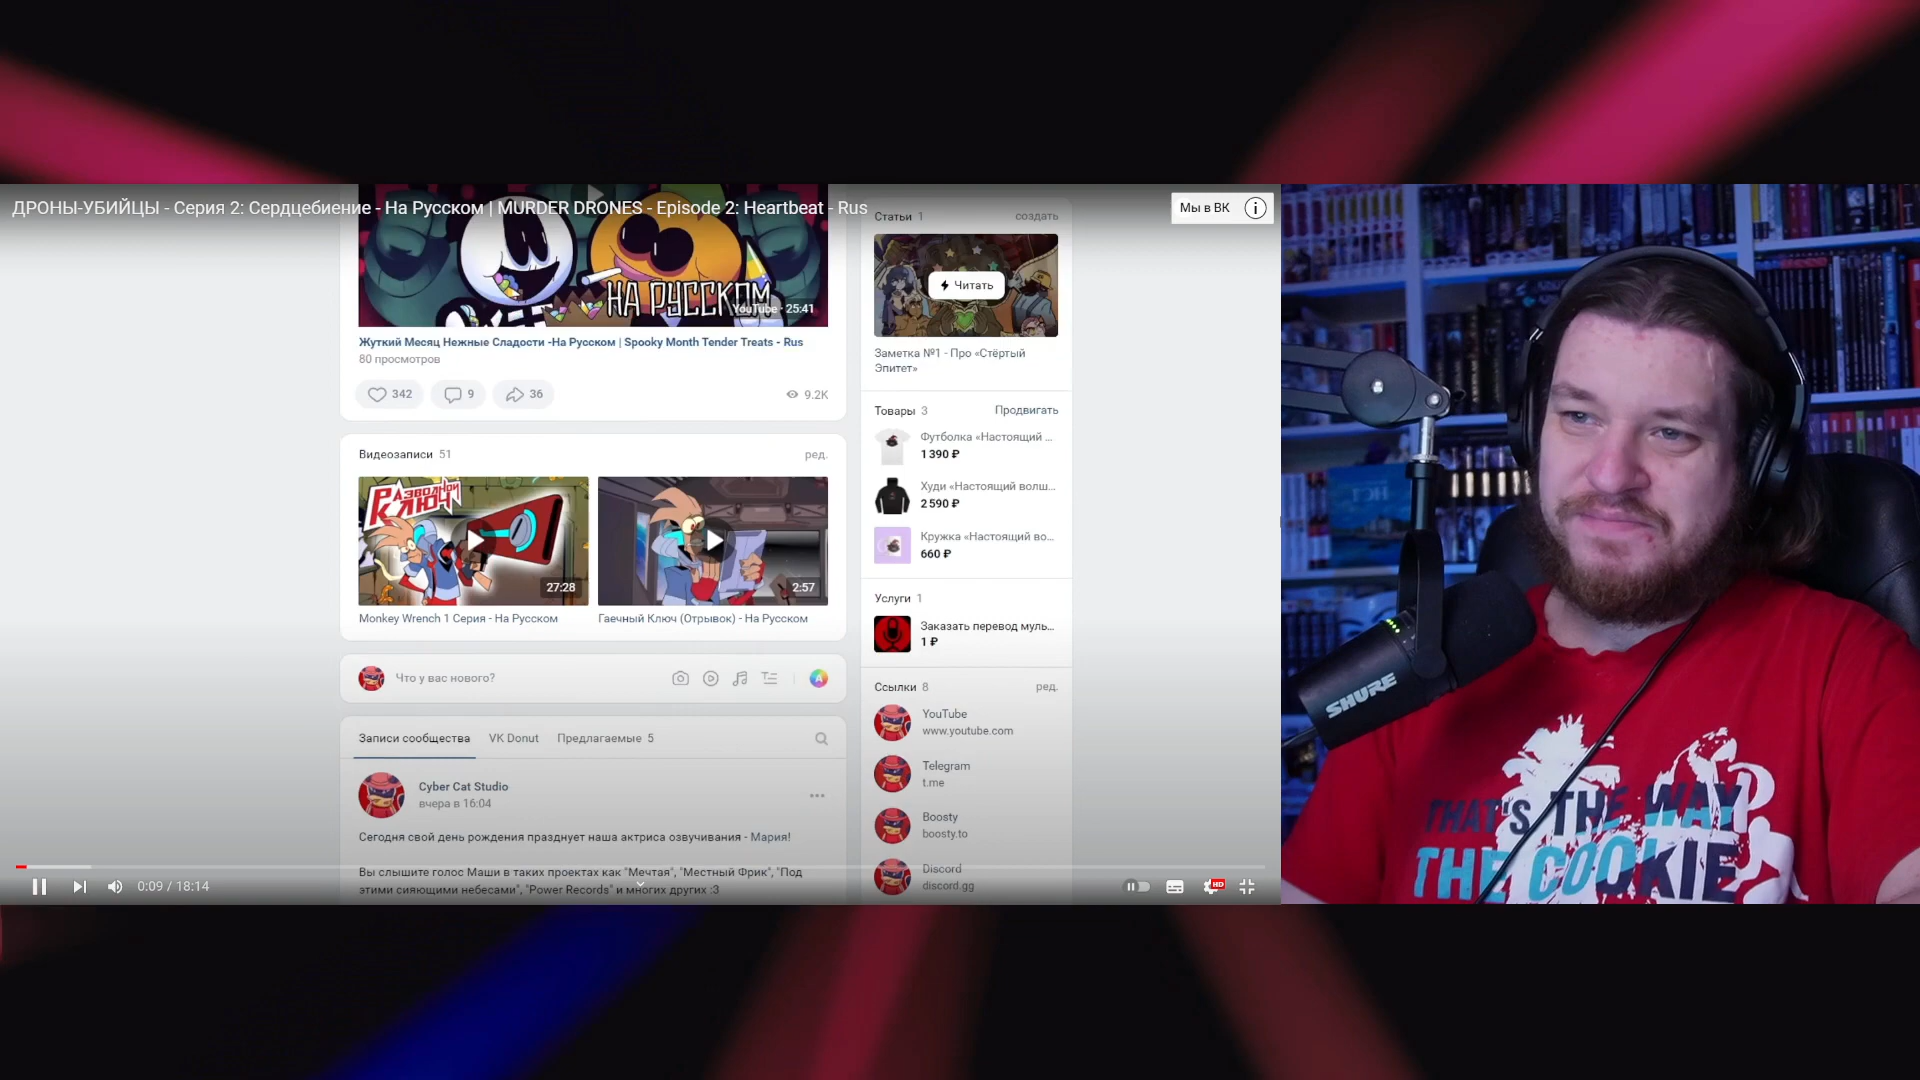 ДРОНЫ-УБИЙЦЫ - Серия 2: Сердцебиение - На Русском | MURDER DRONES - Episode 2: Heartbeat - Rus
Мы в ВК
НА РУССКОМ
YouTube · 25:41
Жуткий Месяц Нежные Сладости -На Русском | Spooky Month Tender Treats - Rus
80 просмотров
342
9
36
9.2K
Видеозаписи 51
ред.
РАЗВОДНОЙ
КЛЮЧ
27:28
2:57
Monkey Wrench 1 Серия - На Русском
Гаечный Ключ (Отрывок) - На Русском
Что у вас нового?
Записи сообщества
VK Donut
Предлагаемые 5
Cyber Cat Studio
вчера в 16:04
Сегодня свой день рождения празднует наша актриса озвучивания - Мария!
Вы слышите голос Маши в таких проектах как "Мечтая", "Местный Фрик", "Под
этими сияющими небесами", "Power Records" и многих других :3
0:09 / 18:14
HD
Статьи 1
создать
Читать
Заметка №1 - Про «Стёртый
Эпитет»
Товары 3
Продвигать
Футболка «Настоящий ...
1 390 ₽
Худи «Настоящий волш...
2 590 ₽
Кружка «Настоящий во...
660 ₽
Услуги 1
Заказать перевод муль...
1 ₽
Ссылки 8
ред.
YouTube
www.youtube.com
Telegram
t.me
Boosty
boosty.to
Discord
discord.gg
SHURE
THAT'S THE WAY
THE COOKIE